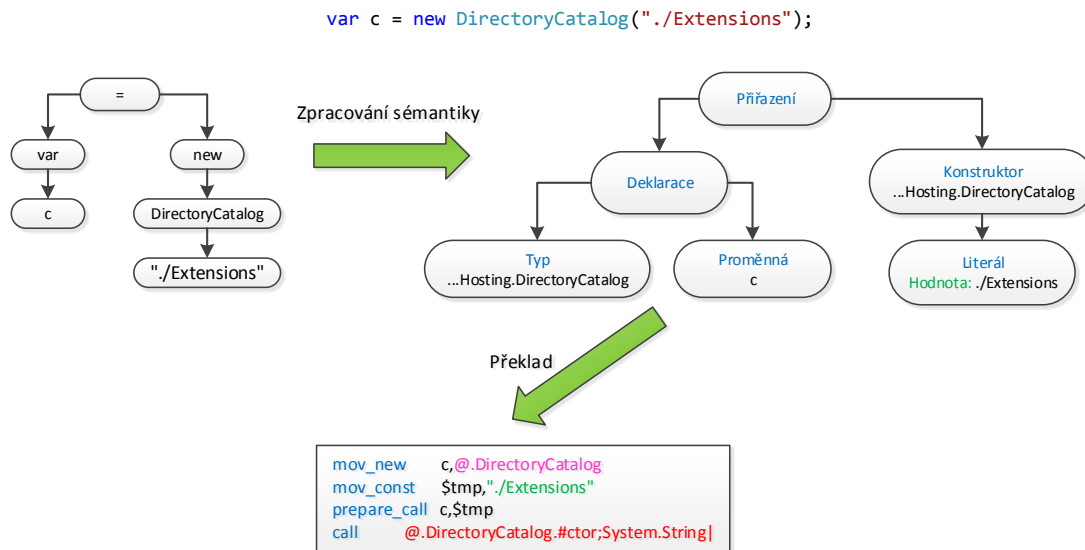 var c = new DirectoryCatalog("./Extensions");
=
var
new
c
DirectoryCatalog
"./Extensions"
Zpracování sémantiky
Přiřazení
Deklarace
Konstruktor
...Hosting.DirectoryCatalog
Typ
...Hosting.DirectoryCatalog
Proměnná
c
Literál
Hodnota: ./Extensions
Překlad
mov_new c,@.DirectoryCatalog
mov_const $tmp,"./Extensions"
prepare_call c,$tmp
call @.DirectoryCatalog.#ctor;System.String|